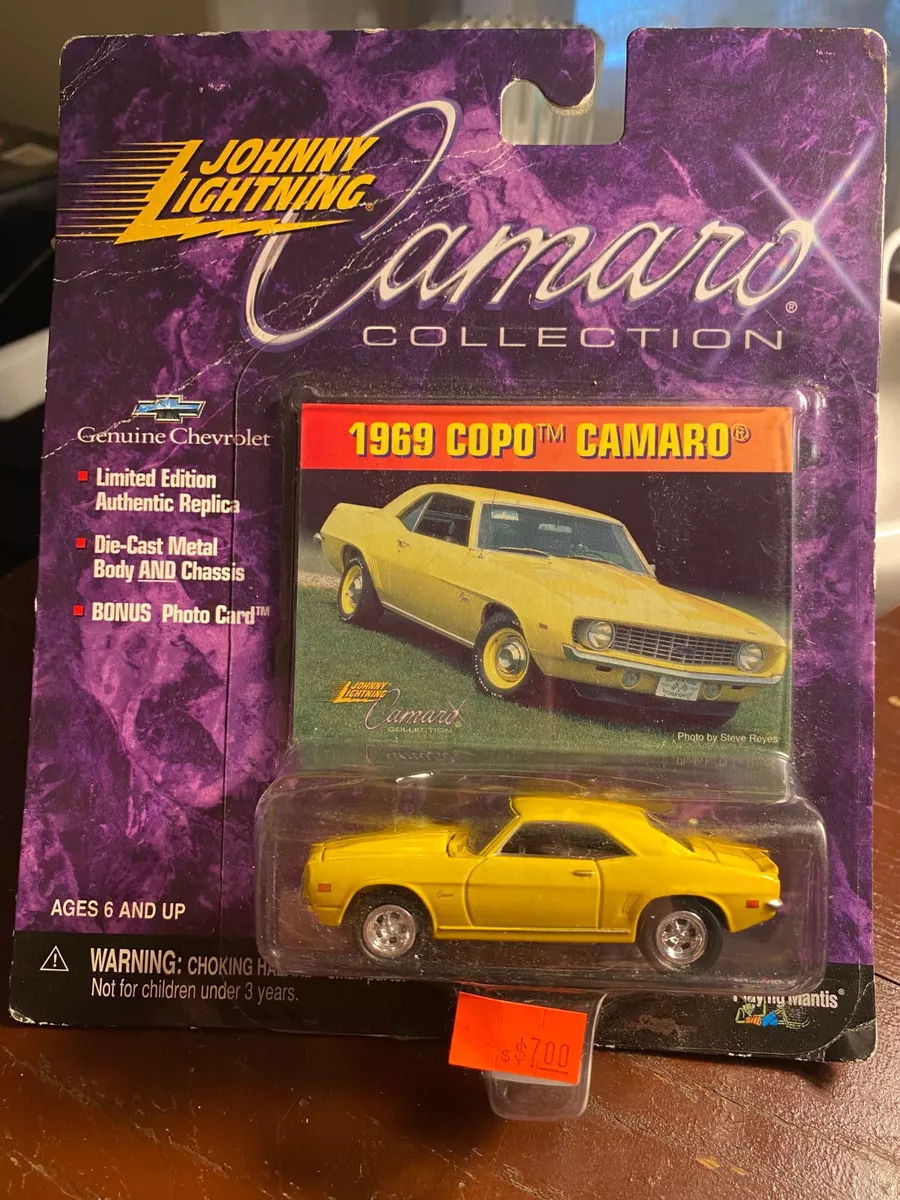 JOHNNY
LIGHTNING®
Camaro®
COLLECTION
Genuine Chevrolet
Limited Edition
Authentic Replica
Die-Cast Metal
Body AND Chassis
BONUS Photo Card™
1969 COPO™ CAMARO®
JOHNNY
LIGHTNING
Camaro
COLLECTION
Photo by Steve Reyes
Camaro
AGES 6 AND UP
WARNING: CHOKING
Not for children under 3 years.
Mantis®
$$7.00